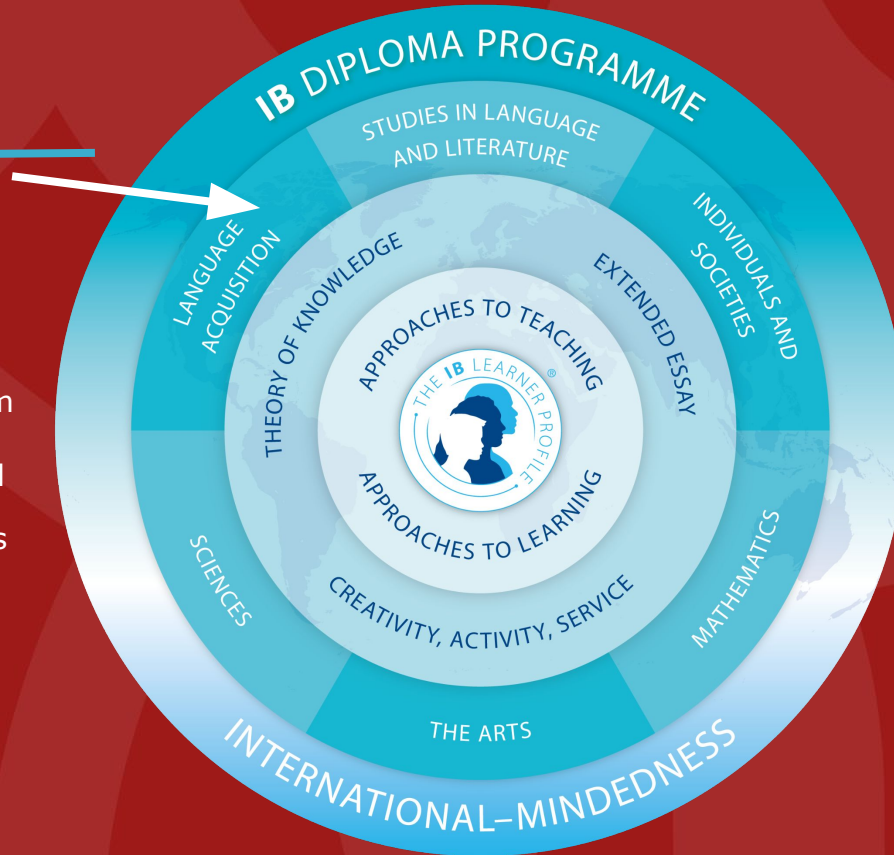 IB DIPLOMA PROGRAMME
STUDIES IN LANGUAGE
AND LITERATURE
LANGUAGE
ACQUISITION
INDIVIDUALS AND
SOCIETIES
THEORY OF KNOWLEDGE
EXTENDED ESSAY
APPROACHES TO TEACHING
THE IB LEARNER PROFILE
®
APPROACHES TO LEARNING
SCIENCES
CREATIVITY, ACTIVITY, SERVICE
MATHEMATICS
THE ARTS
INTERNATIONAL–MINDEDNESS